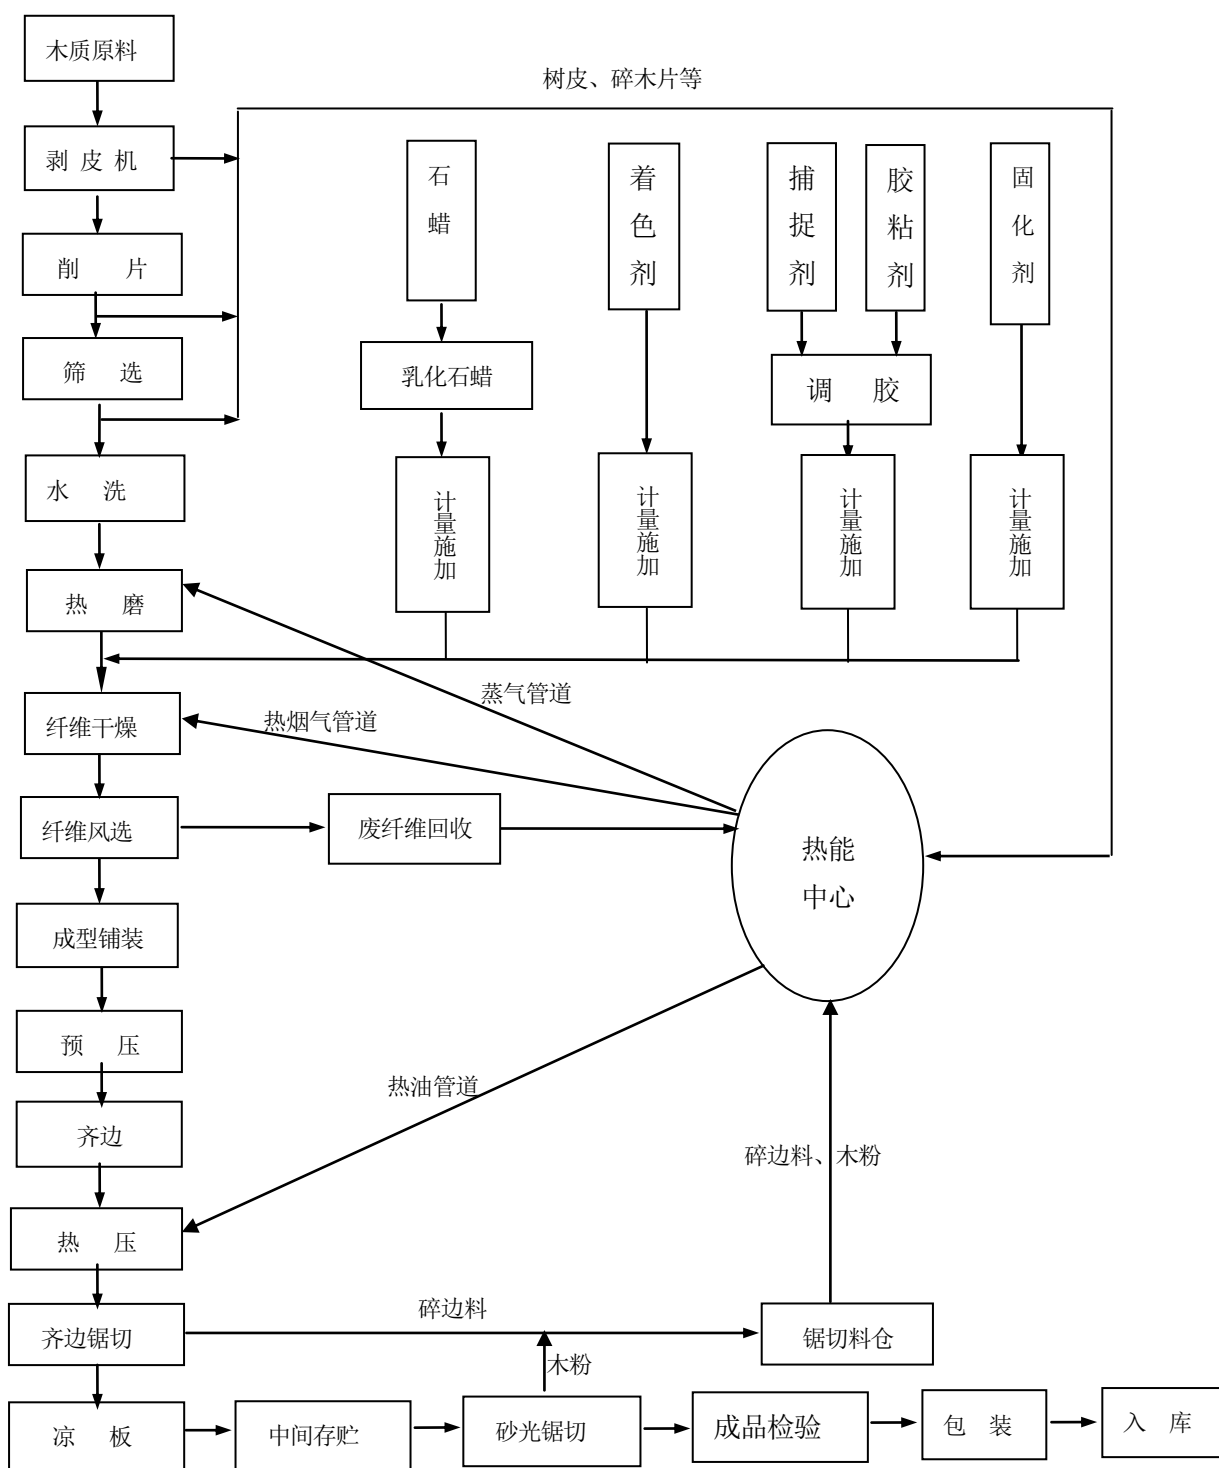 木质原料
树皮、碎木片等
剥 皮 机
石蜡
着色剂
捕捉剂
胶粘剂
固化剂
削 片
筛 选
乳化石蜡
调 胶
水 洗
计量施加
计量施加
计量施加
计量施加
热 磨
蒸气管道
热烟气管道
纤维干燥
纤维风选
废纤维回收
热能
中心
成型铺装
预 压
热油管道
齐边
碎边料、木粉
热 压
碎边料
齐边锯切
锯切料仓
木粉
凉 板
中间存贮
砂光锯切
成品检验
包 装
入 库